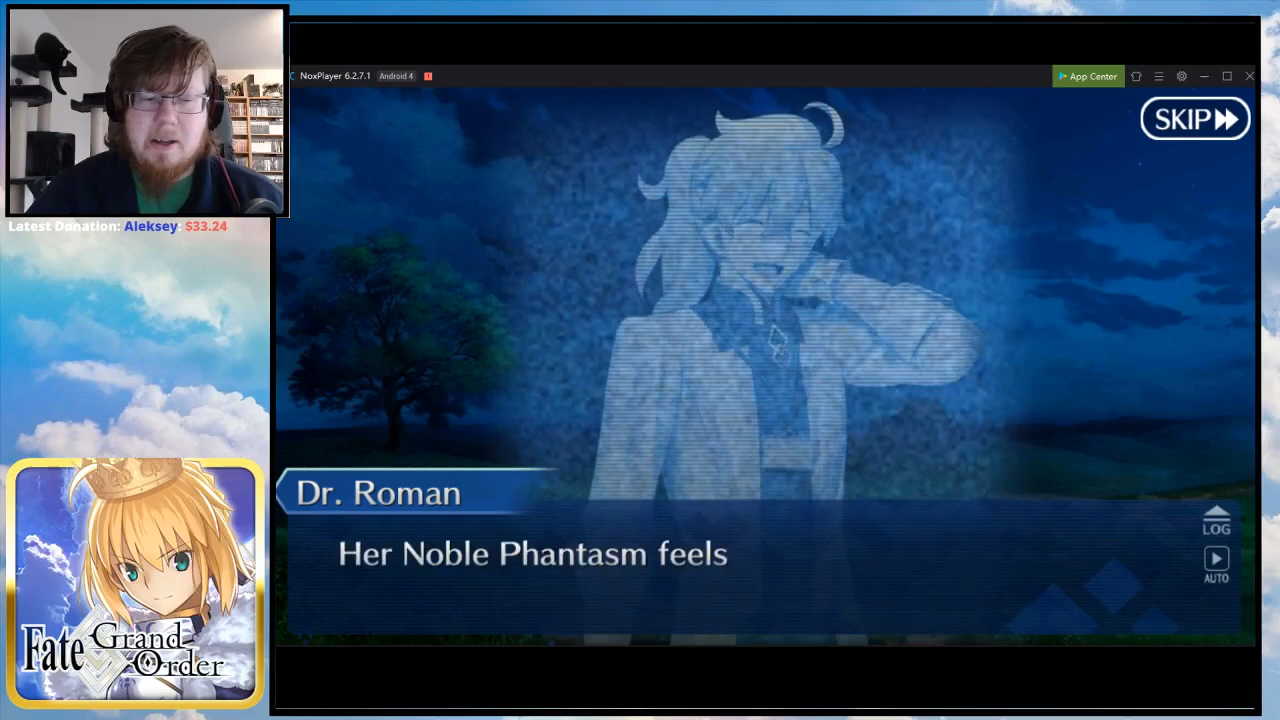 NoxPlayer 6.2.7.1 Android 4
App Center
SKIP
Latest Donation: Aleksey: $33.24
Dr. Roman
Her Noble Phantasm feels
LOG
AUTO
Fate
Grand
Order